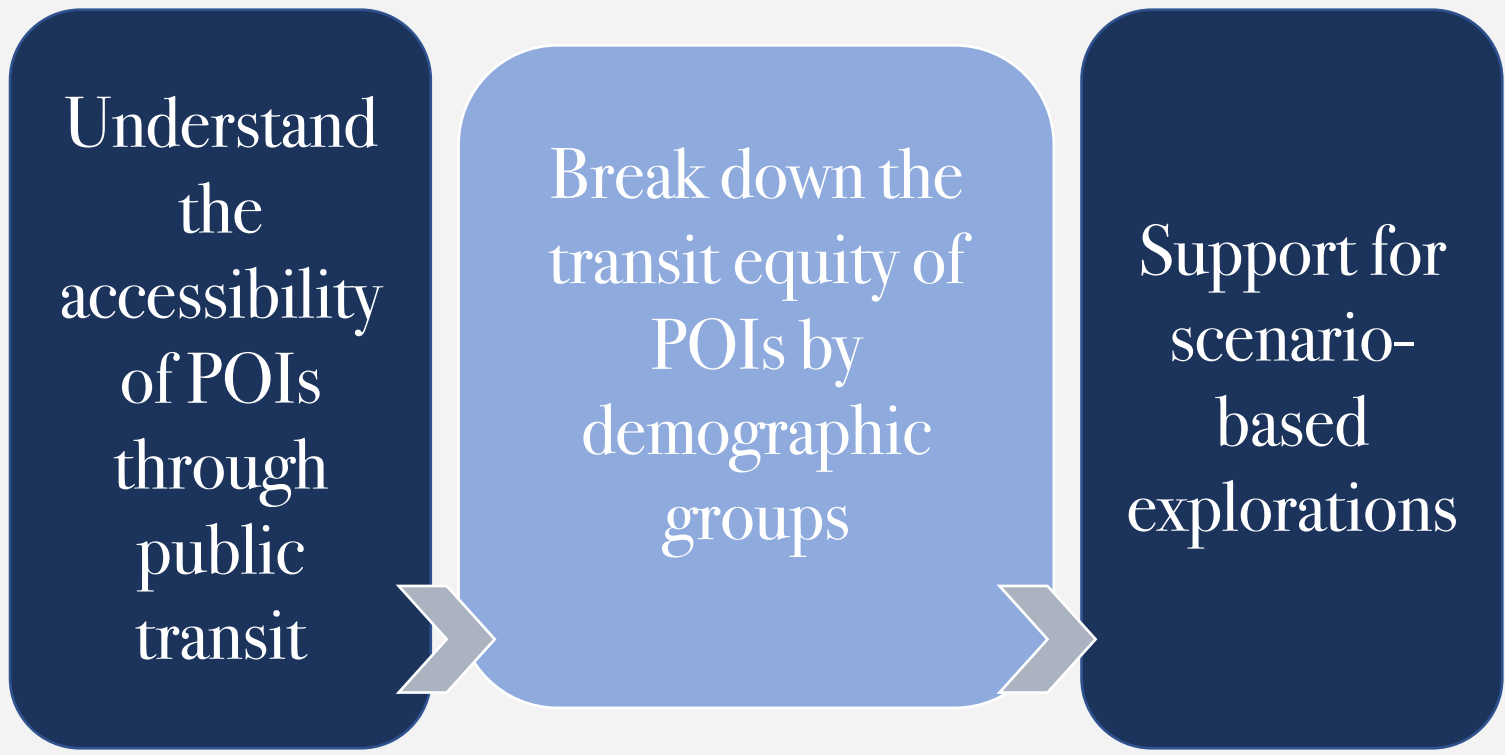 Understand
the
accessibility
of POIs
through
public
transit
Break down the
transit equity of
POIs by
demographic
groups
Support for
scenario-
based
explorations